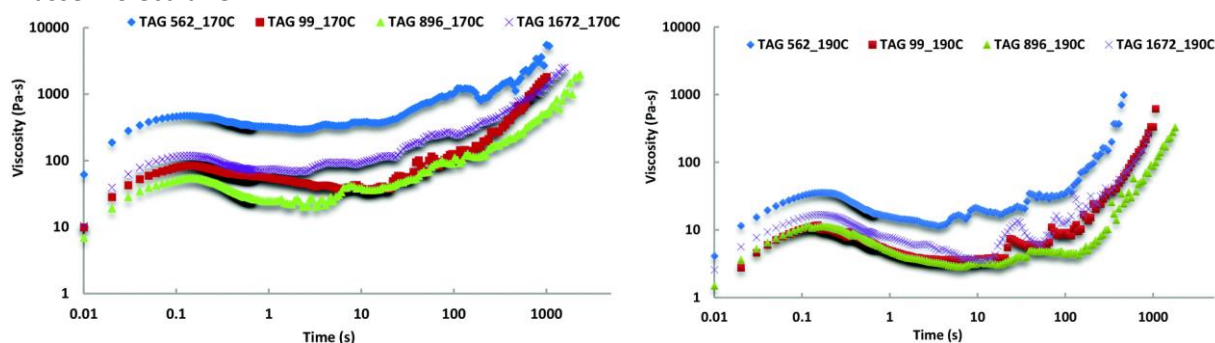 TAG 562_170C TAG 99_170C TAG 896_170C TAG 1672_170C
10000
1000
100
10
1
Viscosity (Pa-s)
0.01 0.1 1 10 100 1000
Time (s)
TAG 562_190C TAG 99_190C TAG 896_190C TAG 1672_190C
10000
1000
100
10
1
Viscosity (Pa-s)
0.01 0.1 1 10 100 1000
Time (s)